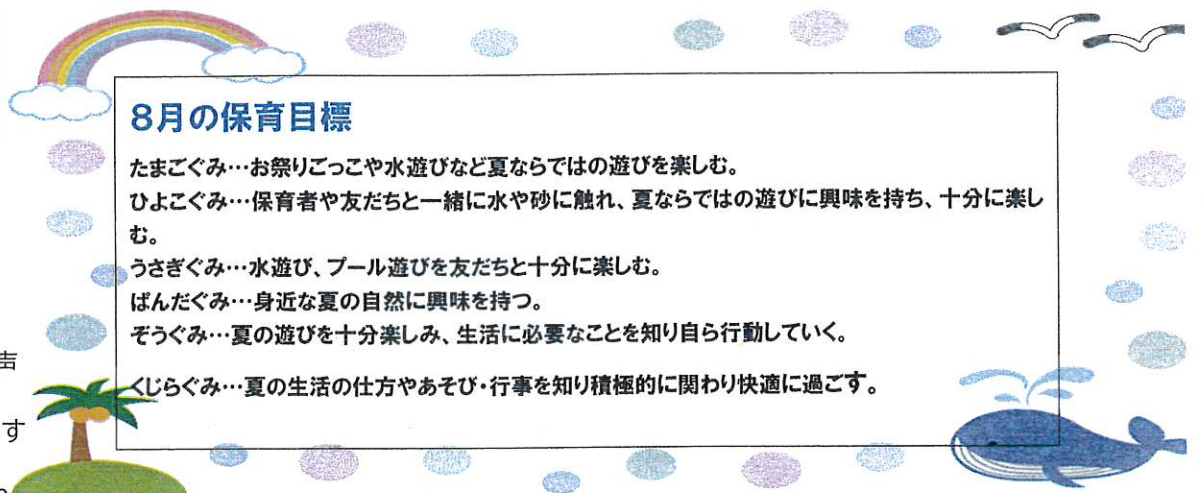 8月の保育目標
たまごぐみ…お祭りごっこや水遊びなど夏ならではの遊びを楽しむ。
ひよこぐみ…保育者や友だちと一緒に水や砂に触れ、夏ならではの遊びに興味を持ち、十分に楽し
む。
うさぎぐみ…水遊び、プール遊びを友だちと十分に楽しむ。
ぱんだぐみ…身近な夏の自然に興味を持つ。
ぞうぐみ…夏の遊びを十分楽しみ、生活に必要なことを知り自ら行動していく。
声
くじらぐみ…夏の生活の仕方やあそび・行事を知り積極的に関わり快適に過ごす。
す